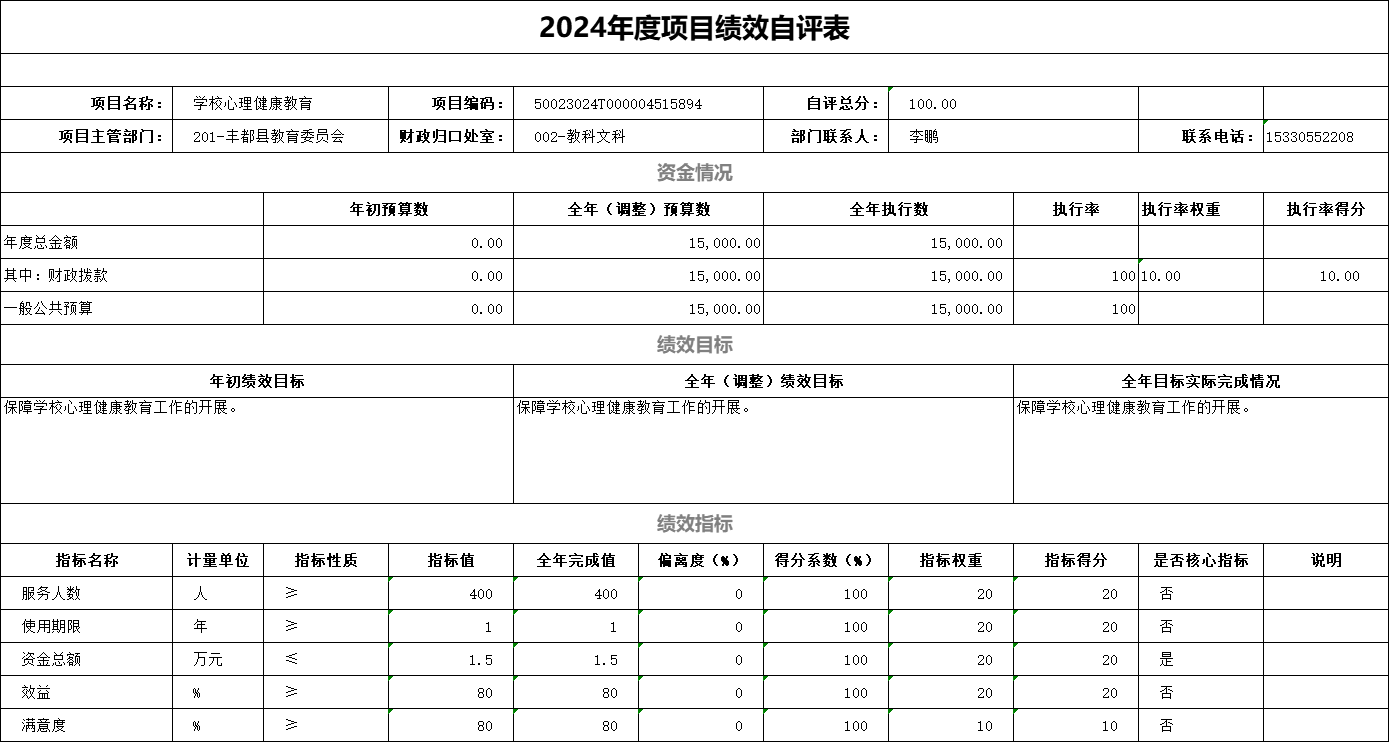 2024年度项目绩效自评表
项目名称： 学校心理健康教育 项目编码： 50023024T000004515894 自评总分： 100.00
项目主管部门： 201-丰都县教育委员会 财政归口处室： 002-教科文科 部门联系人： 李鹏 联系电话： 15330552208
资金情况
年初预算数 全年（调整）预算数 全年执行数 执行率 执行率权重 执行率得分
年度总金额 0.00 15,000.00 15,000.00
其中：财政拨款 0.00 15,000.00 15,000.00 100 10.00 10.00
一般公共预算 0.00 15,000.00 15,000.00 100
绩效目标
年初绩效目标 全年（调整）绩效目标 全年目标实际完成情况
保障学校心理健康教育工作的开展。 保障学校心理健康教育工作的开展。 保障学校心理健康教育工作的开展。
绩效指标
指标名称 计量单位 指标性质 指标值 全年完成值 偏离度（%） 得分系数（%） 指标权重 指标得分 是否核心指标 说明
服务人数 人 ≥ 400 400 0 100 20 20 否
使用期限 年 ≥ 1 1 0 100 20 20 否
资金总额 万元 ≤ 1.5 1.5 0 100 20 20 是
效益 % ≥ 80 80 0 100 20 20 否
满意度 % ≥ 80 80 0 100 10 10 否